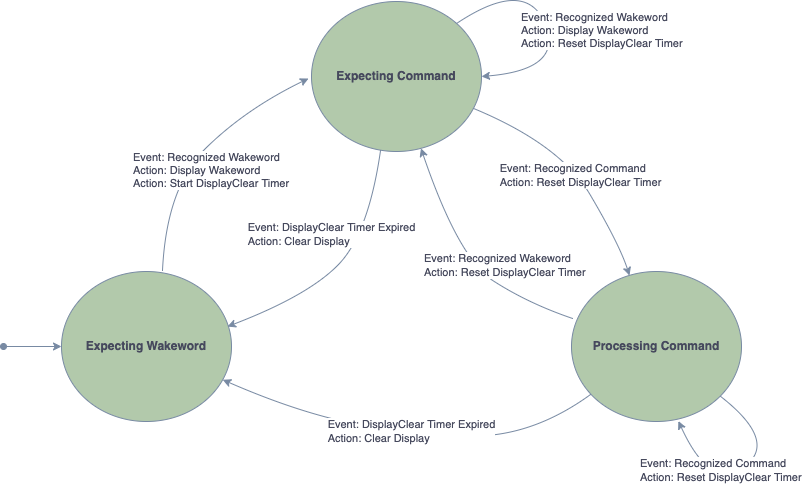 Event: Recognized Wakeword
Action: Display Wakeword
Action: Reset DisplayClear Timer
Expecting Command
Event: Recognized Wakeword
Action: Display Wakeword
Action: Start DisplayClear Timer
Event: Recognized Command
Action: Reset DisplayClear Timer
Event: DisplayClear Timer Expired
Action: Clear Display
Event: Recognized Wakeword
Action: Reset DisplayClear Timer
Expecting Wakeword
Processing Command
Event: DisplayClear Timer Expired
Action: Clear Display
Event: Recognized Command
Action: Reset DisplayClear Timer